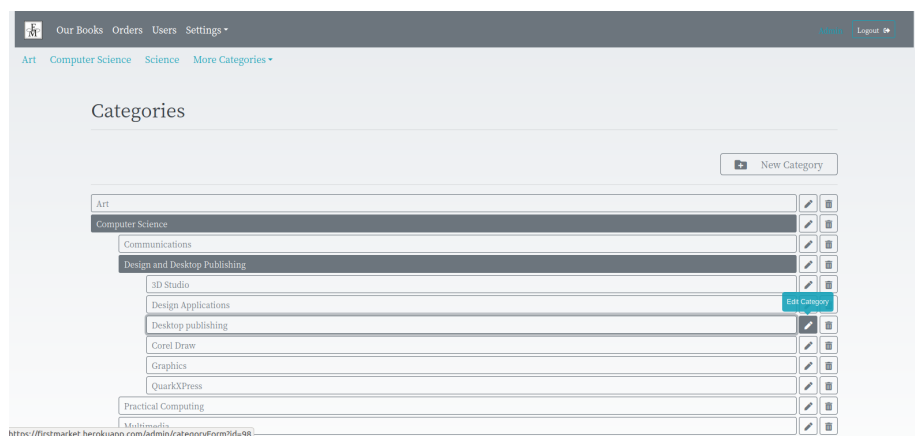 FM
Our Books Orders Users Settings
Logout
Art Computer Science Science More Categories
Categories
New Category
Art
Computer Science
Communications
Design and Desktop Publishing
3D Studio
Design Applications
Edit Category
Desktop publishing
Corel Draw
Graphics
QuarkXPress
Practical Computing
Multimedia
https://firstmarket.herokuapp.com/admin/categoryForm?id=98